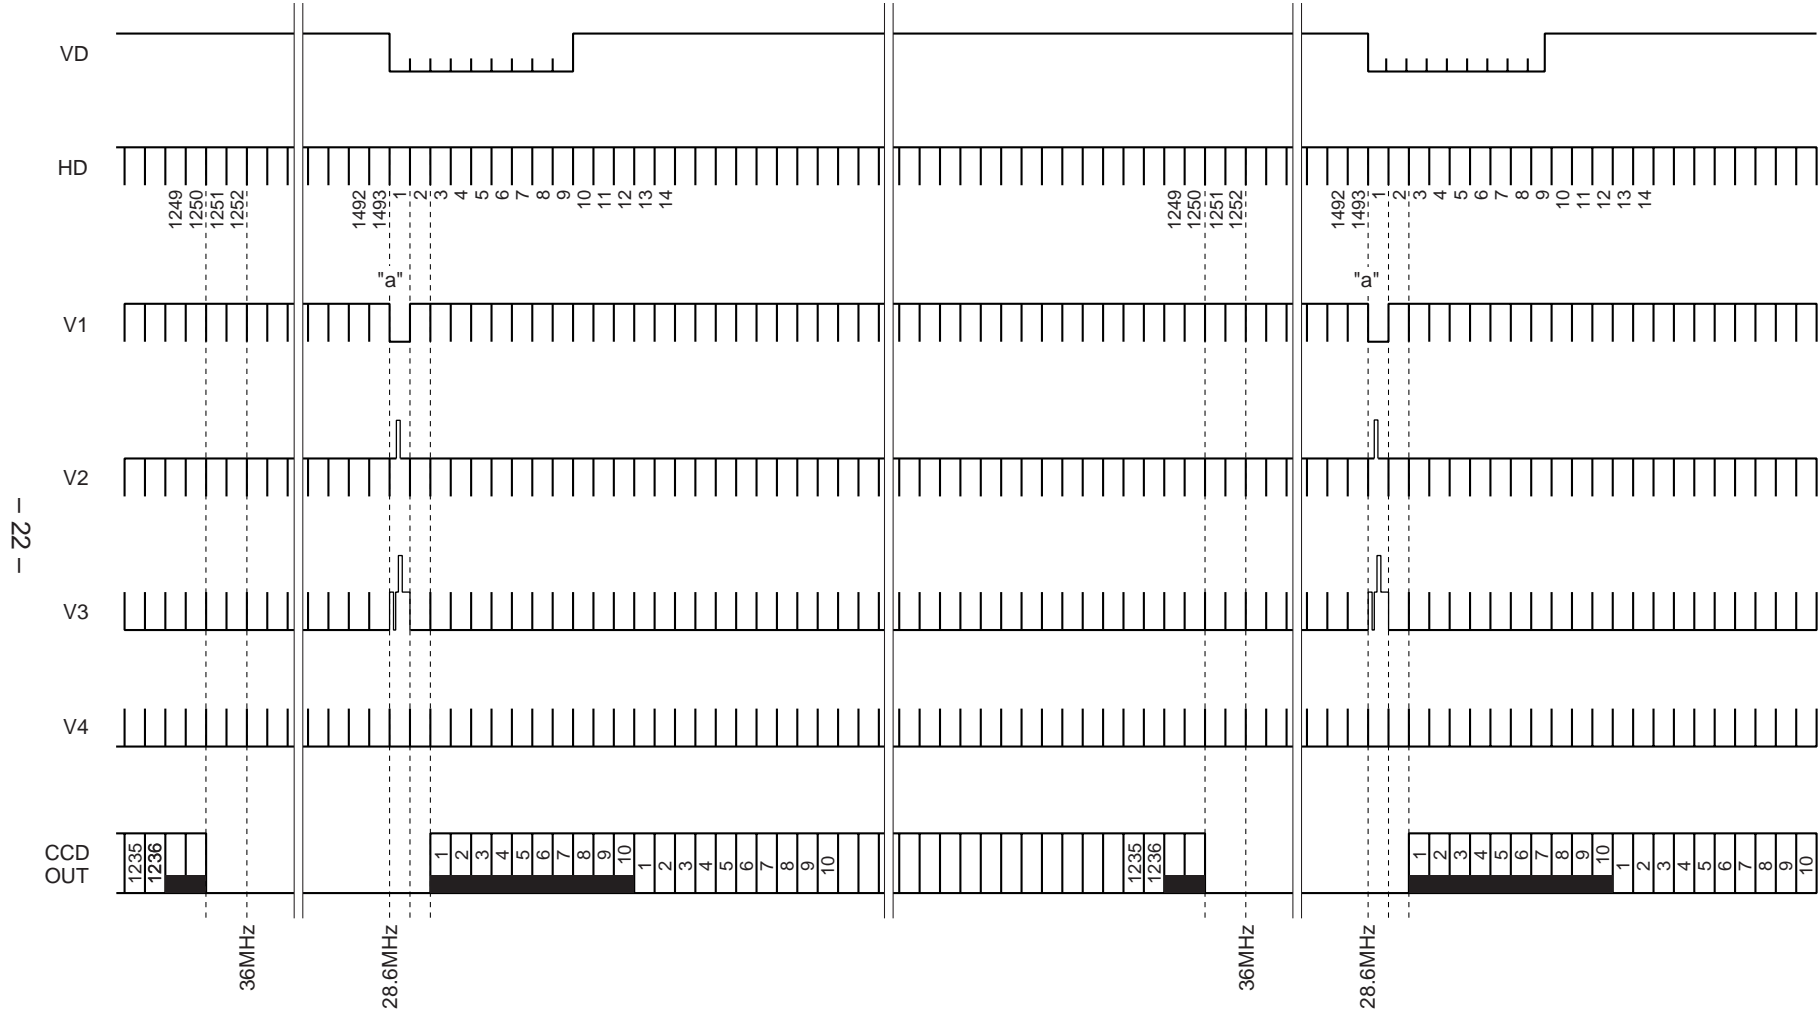 VD
HD
1249 1250 1251 1252 1492 1493 1 2 3 4 5 6 7 8 9 10 11 12 13 14 1249 1250 1251 1252 1492 1493 1 2 3 4 5 6 7 8 9 10 11 12 13 14
"a" "a"
V1
V2
V3
V4
CCD
OUT
1235 1236 1 2 3 4 5 6 7 8 9 10 1 2 3 4 5 6 7 8 9 10 1235 1236 1 2 3 4 5 6 7 8 9 10 1 2 3 4 5 6 7 8 9 10
36MHz 28.6MHz 36MHz 28.6MHz
– 22 –